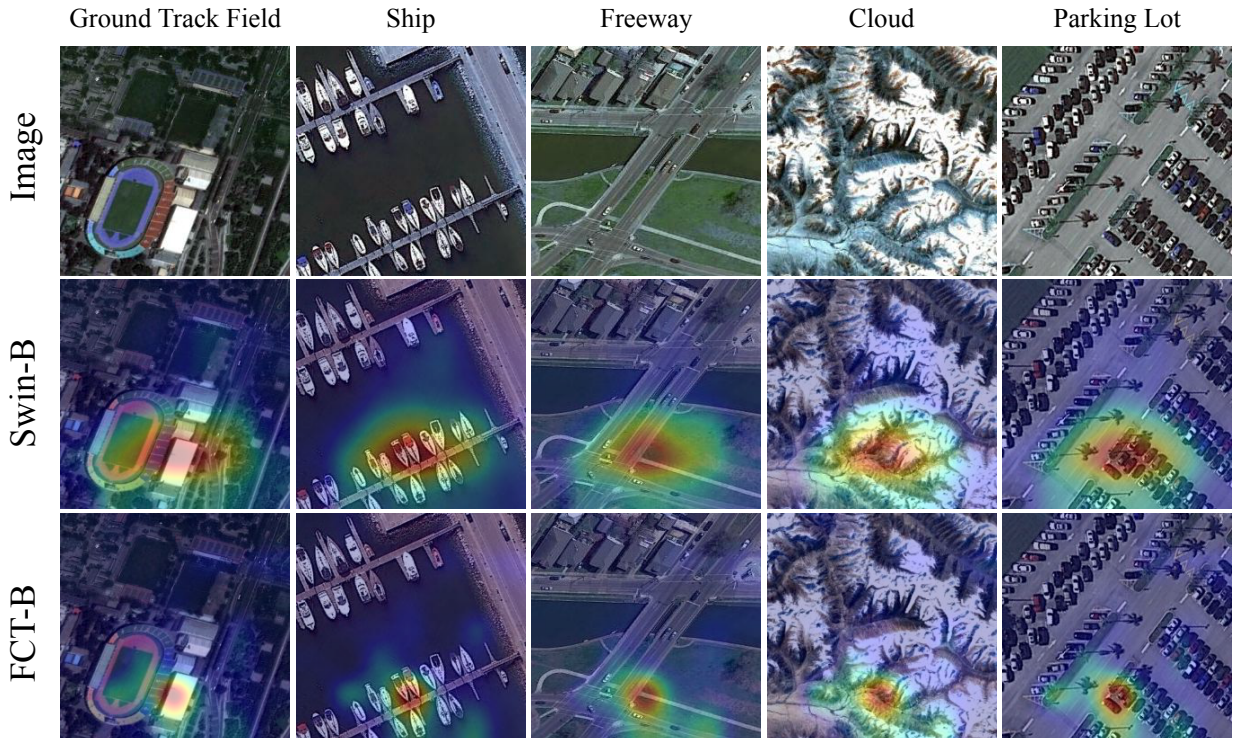 Ground Track Field Ship Freeway Cloud Parking Lot
Image
Swin-B
FCT-B